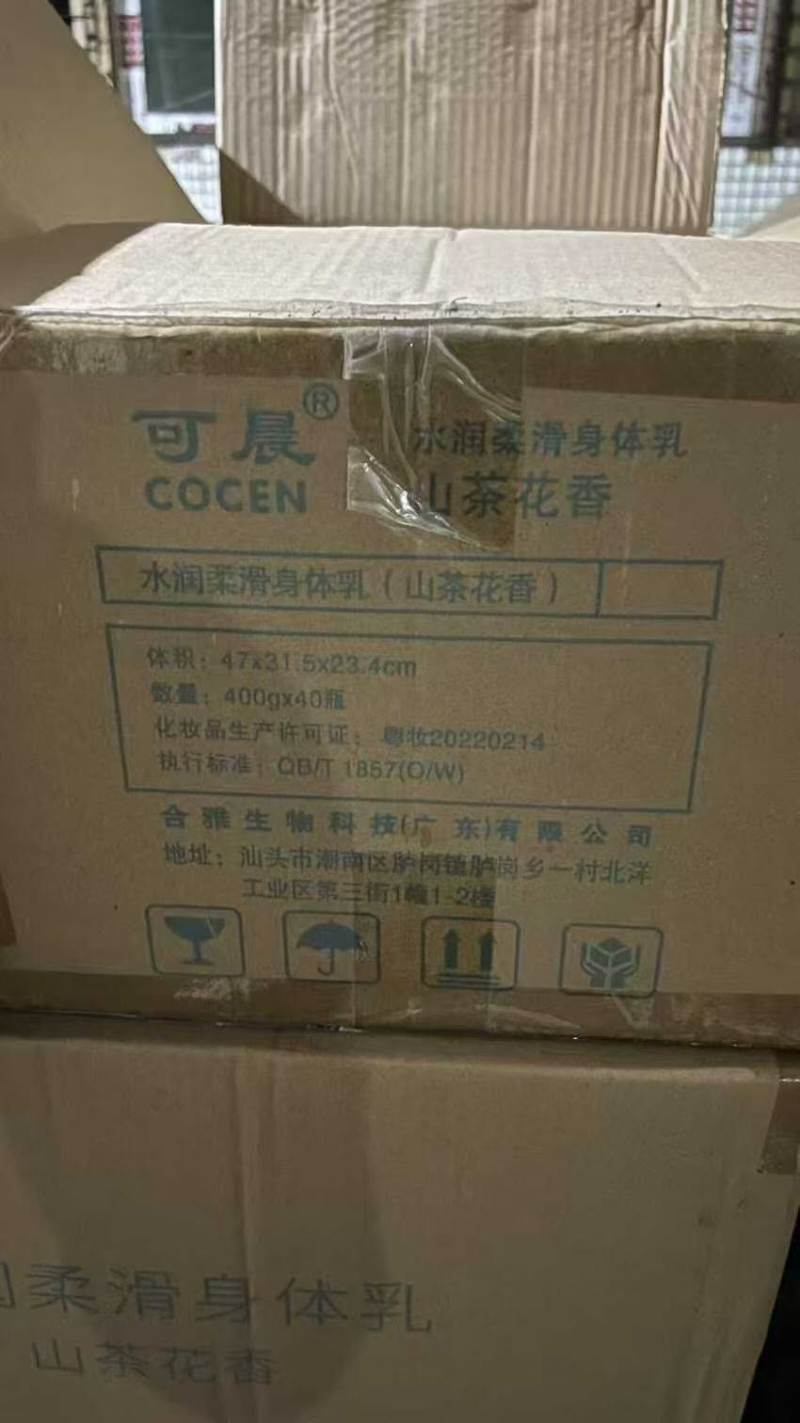 可晨®
COCEN
水润柔滑身体乳
山茶花香
水润柔滑身体乳（山茶花香）
体积：47x31.5x23.4cm
数量：400gx40瓶
化妆品生产许可证：粤妆20220214
执行标准：QB/T 1857(O/W)
合雅生物科技(广东)有限公司
地址：汕头市潮南区胪岗镇胪岗乡一村北洋
工业区第三街1幢1-2楼
柔滑身体乳
山茶花香